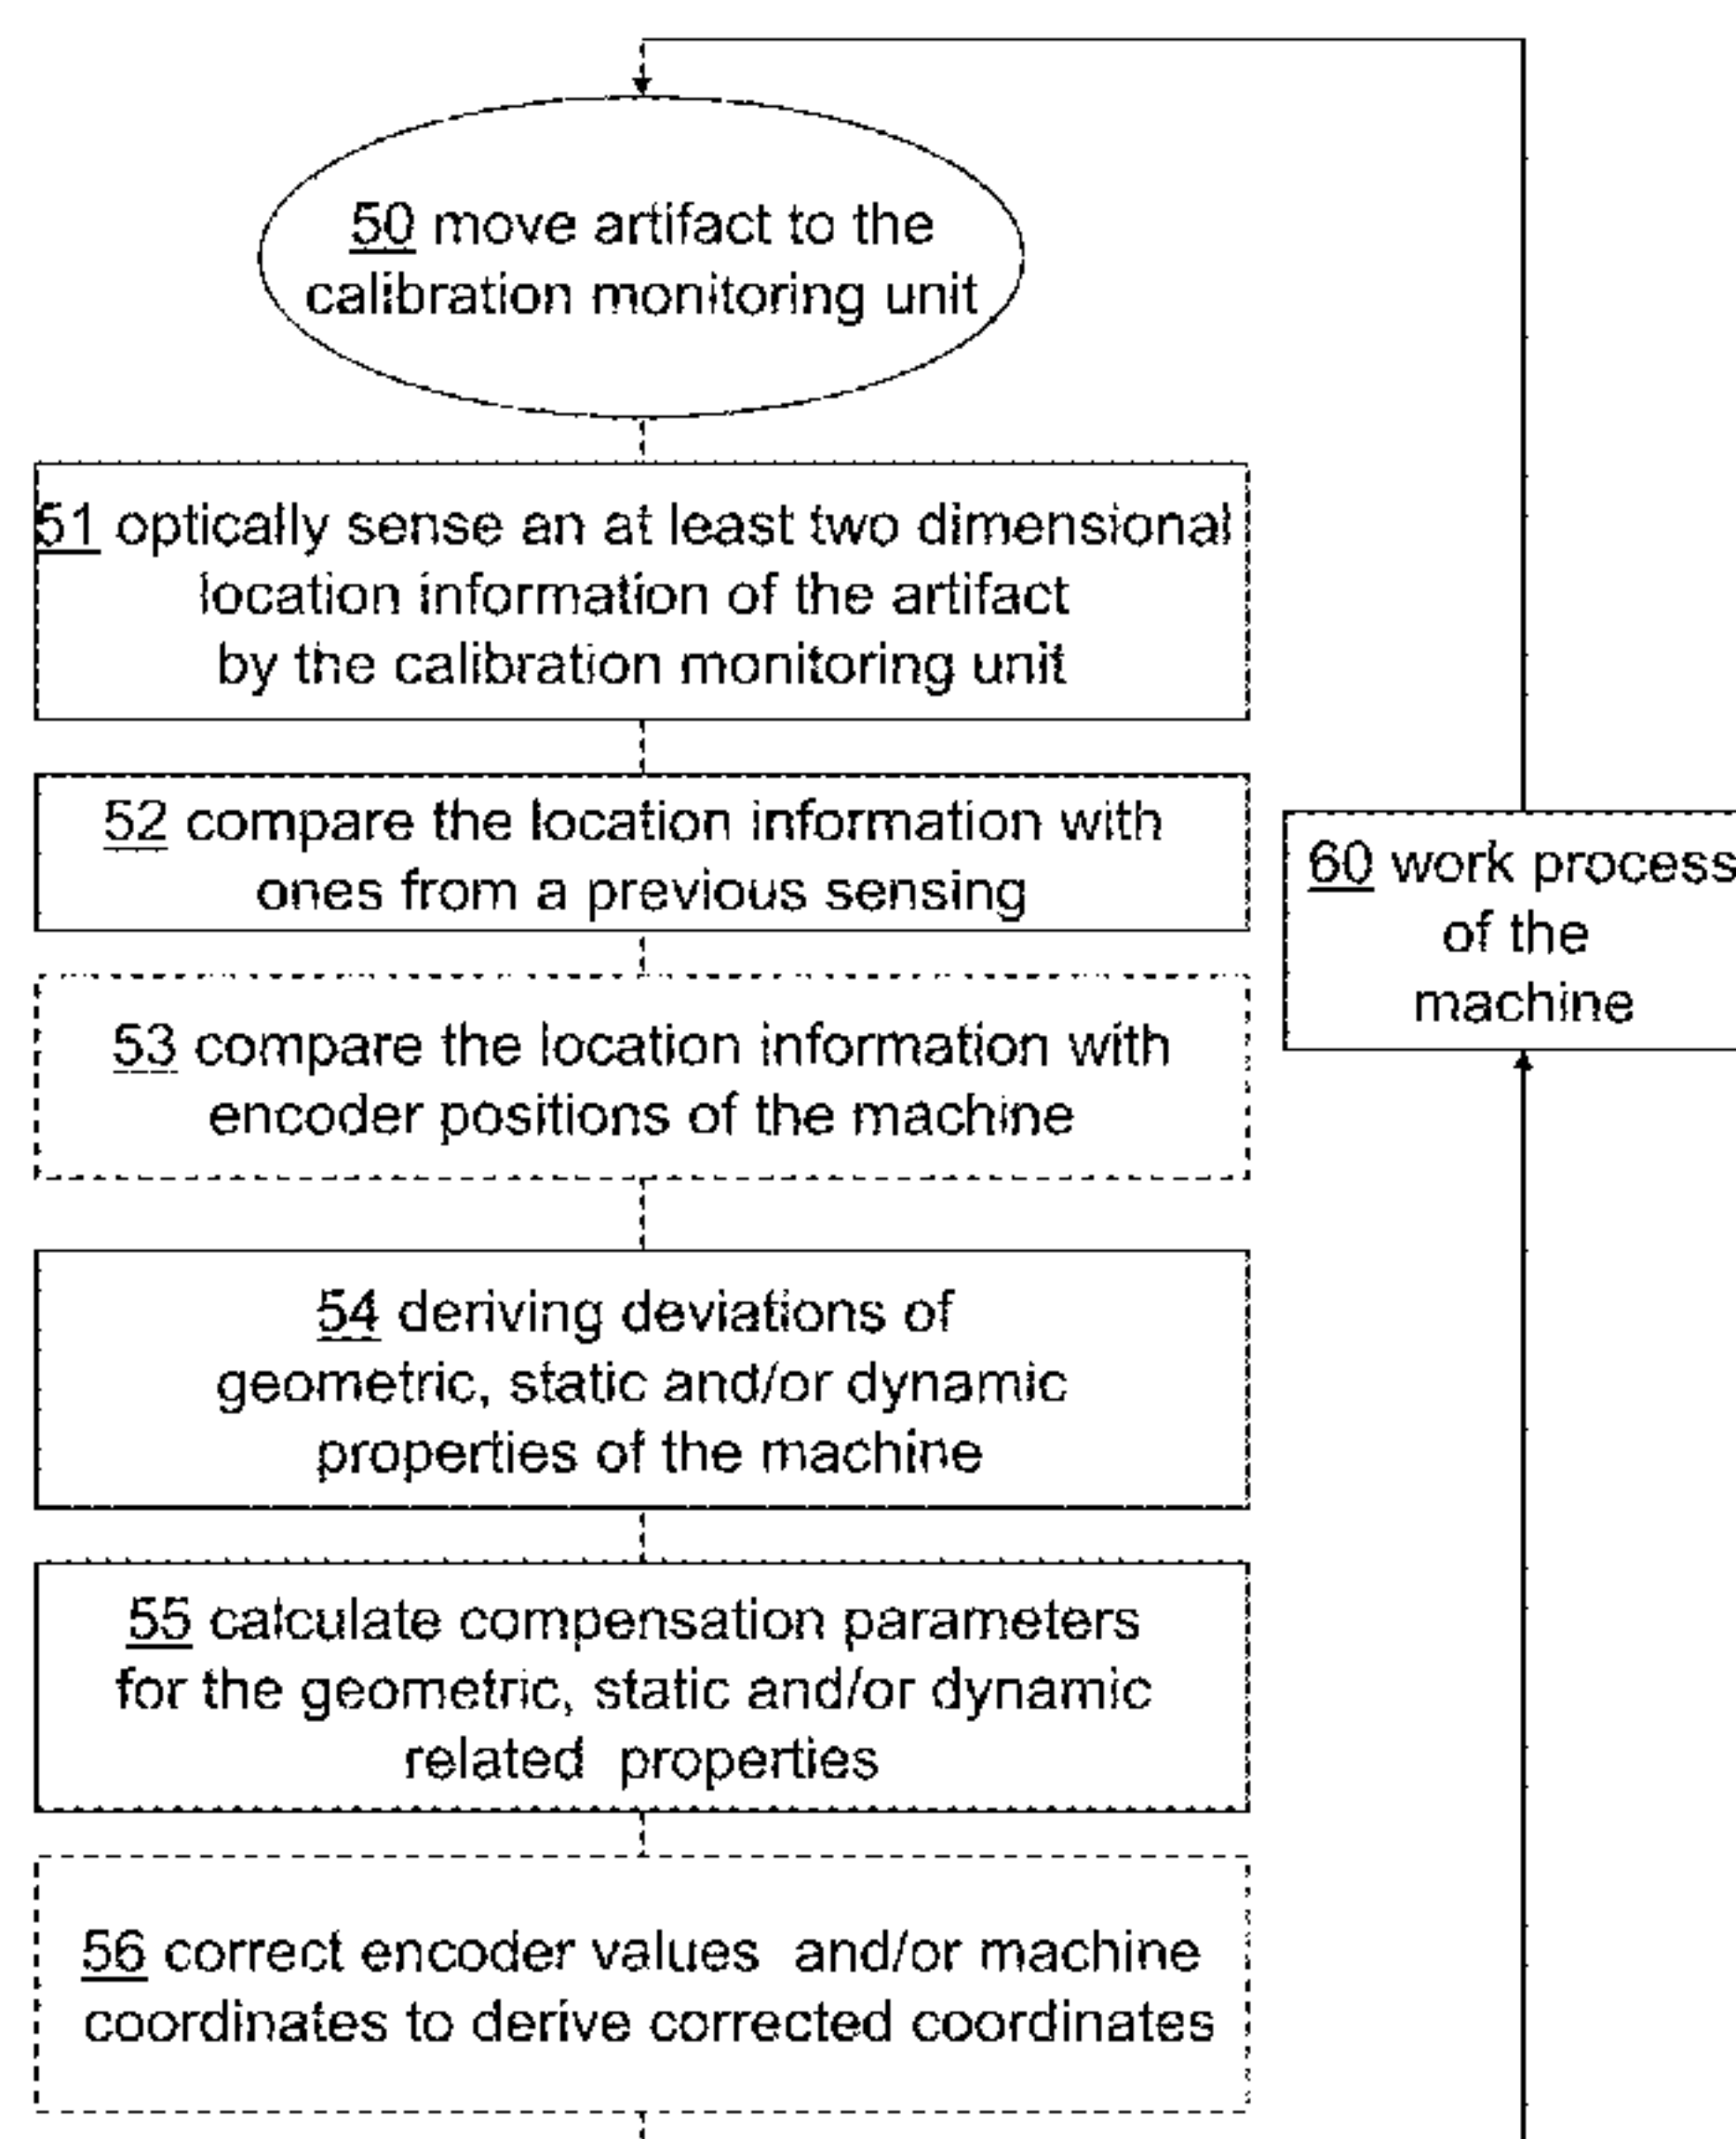 50 move artifact to the
calibration monitoring unit
51 optically sense an at least two dimensional
location information of the artifact
by the calibration monitoring unit
52 compare the location information with
ones from a previous sensing
53 compare the location information with
encoder positions of the machine
54 deriving deviations of
geometric, static and/or dynamic
properties of the machine
55 calculate compensation parameters
for the geometric, static and/or dynamic
related properties
56 correct encoder values and/or machine
coordinates to derive corrected coordinates
60 work process
of the
machine